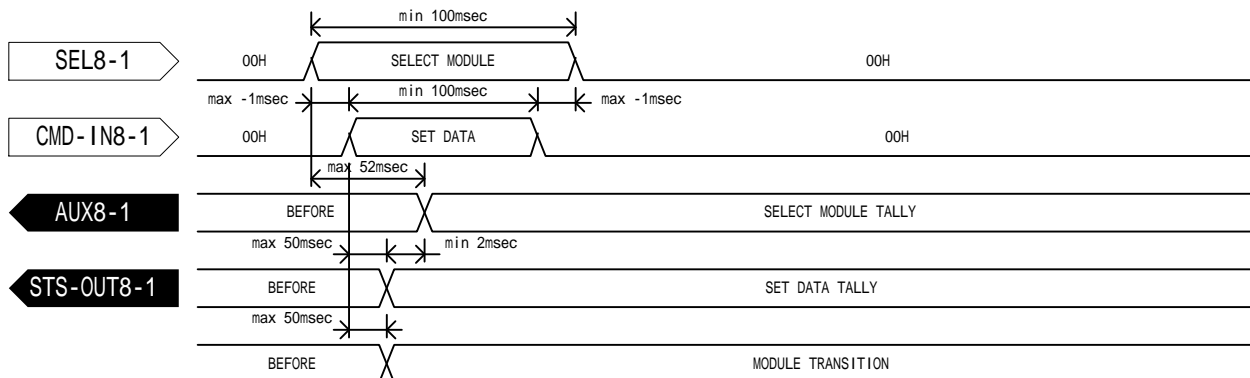 min 100msec
SEL8-1 00H SELECT MODULE 00H
max -1msec min 100msec max -1msec
CMD-IN8-1 00H SET DATA 00H
max 52msec
AUX8-1 BEFORE SELECT MODULE TALLY
max 50msec min 2msec
STS-OUT8-1 BEFORE SET DATA TALLY
max 50msec
BEFORE MODULE TRANSITION